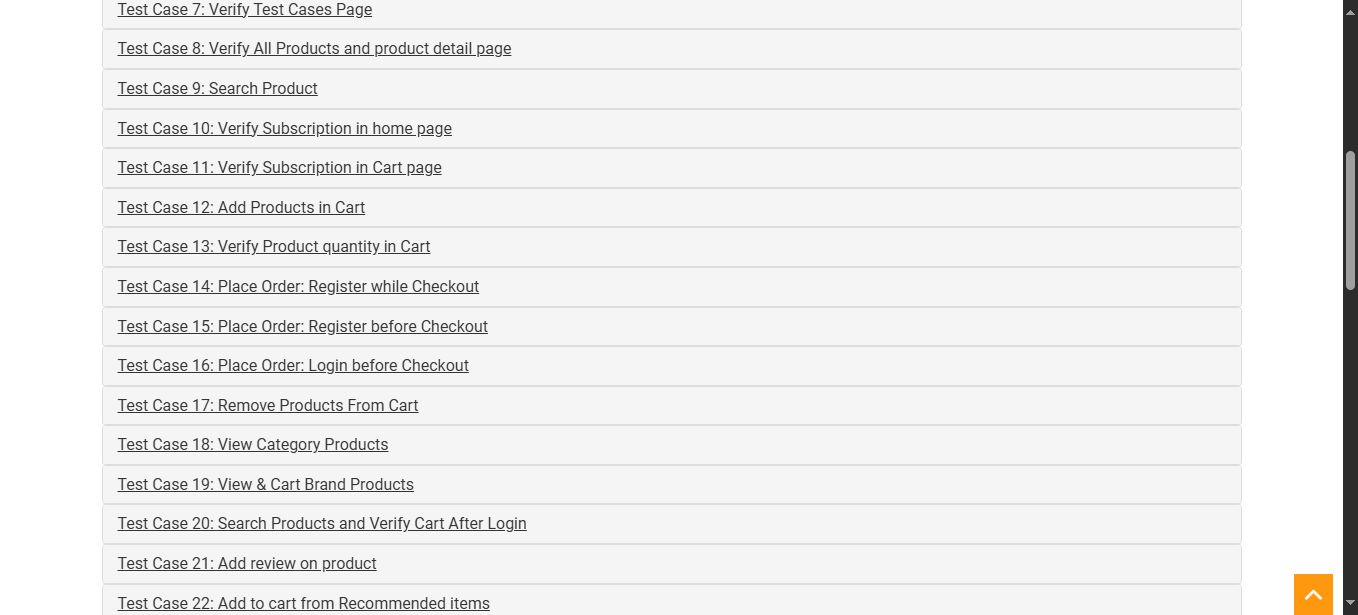 Test Case 7: Verify Test Cases Page
Test Case 8: Verify All Products and product detail page
Test Case 9: Search Product
Test Case 10: Verify Subscription in home page
Test Case 11: Verify Subscription in Cart page
Test Case 12: Add Products in Cart
Test Case 13: Verify Product quantity in Cart
Test Case 14: Place Order: Register while Checkout
Test Case 15: Place Order: Register before Checkout
Test Case 16: Place Order: Login before Checkout
Test Case 17: Remove Products From Cart
Test Case 18: View Category Products
Test Case 19: View & Cart Brand Products
Test Case 20: Search Products and Verify Cart After Login
Test Case 21: Add review on product
Test Case 22: Add to cart from Recommended items